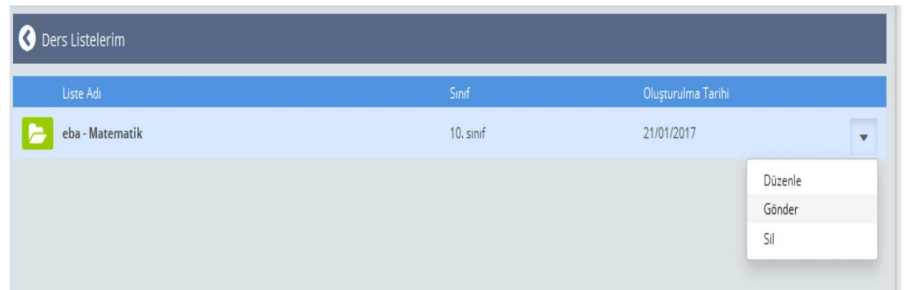 Ders Listelerim
Liste Adı Sınıf Oluşturulma Tarihi
eba - Matematik 10. sınıf 21/01/2017
Düzenle
Gönder
Sil